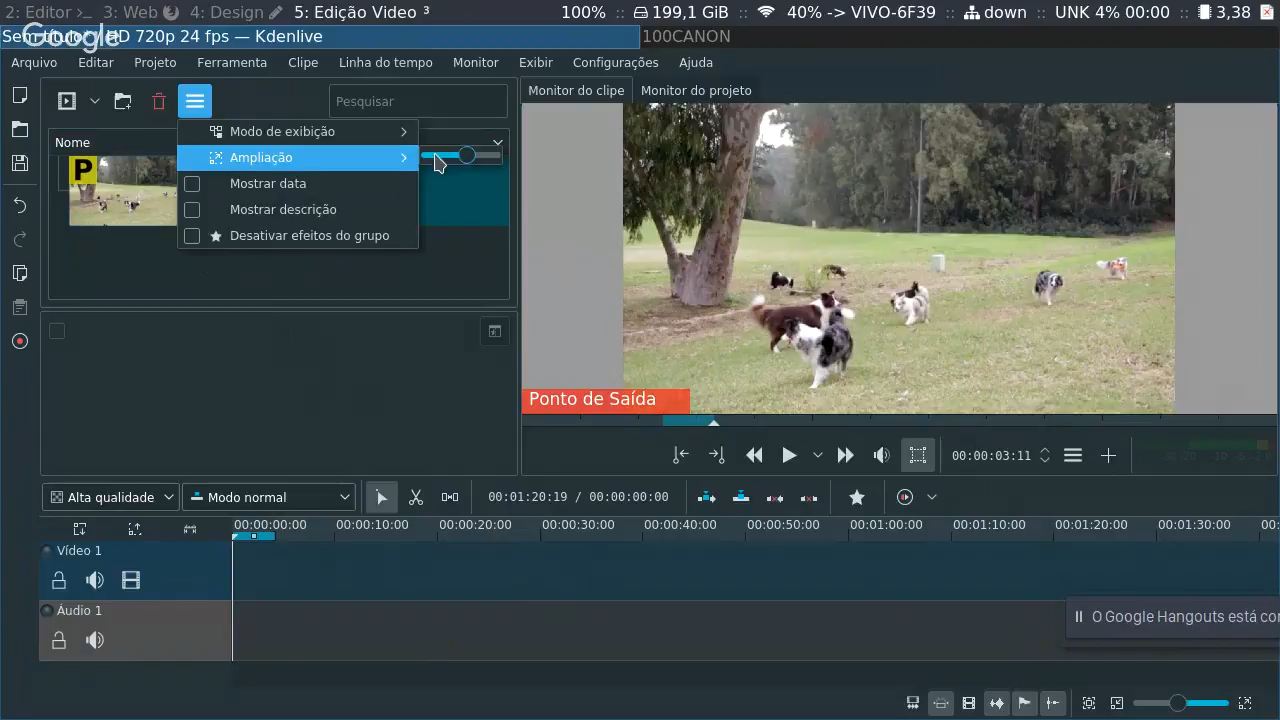 2: Editor 3: Web 4: Design 5: Edição Video ³ 100% :: 199,1 GiB :: 40% -> VIVO-6F39 :: down :: UNK 4% 00:00 :: 3,38
Google HD 720p 24 fps — Kdenlive 100CANON
Arquivo Editar Projeto Ferramenta Clipe Linha do tempo Monitor Exibir Configurações Ajuda
Monitor do clipe Monitor do projeto
Pesquisar
Nome
Modo de exibição
Ampliação
Mostrar data
Mostrar descrição
Desativar efeitos do grupo
P
Ponto de Saída
00:00:03:11
Alta qualidade Modo normal 00:01:20:19 / 00:00:00:00
00:00:00:00 00:00:10:00 00:00:20:00 00:00:30:00 00:00:40:00 00:00:50:00 00:01:00:00 00:01:10:00 00:01:20:00 00:01:30:00 00:
Vídeo 1
Áudio 1
O Google Hangouts está co